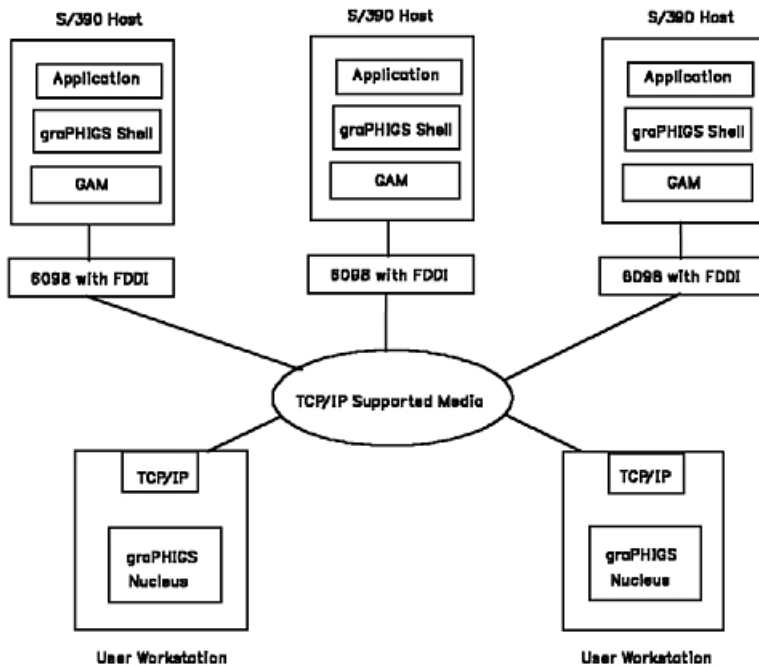 S/390 Host
S/390 Host
S/390 Host
Application
Application
Application
graPHIGS Shell
graPHIGS Shell
graPHIGS Shell
GAM
GAM
GAM
6098 with FDDI
6098 with FDDI
6098 with FDDI
TCP/IP Supported Media
TCP/IP
TCP/IP
graPHIGS
Nucleus
graPHIGS
Nucleus
User Workstation
User Workstation